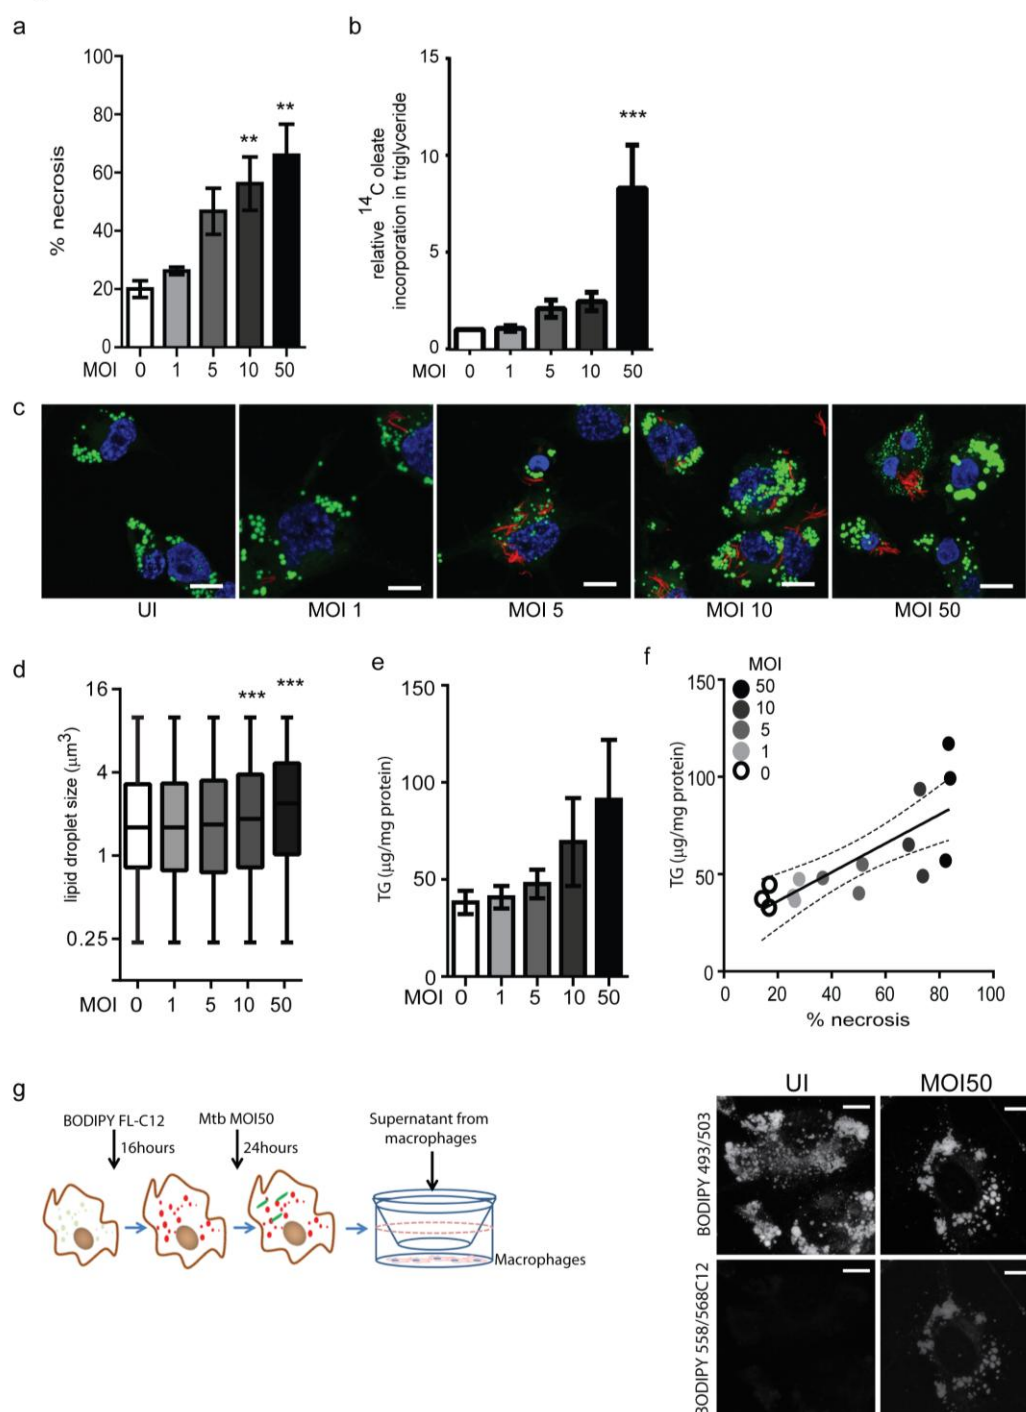 a
b
100
80
60
40
20
0
% necrosis
**
**
MOI 0 1 5 10 50
15
10
5
0
relative ¹⁴C oleate
incorporation in triglyceride
***
MOI 0 1 5 10 50
c
UI
MOI 1
MOI 5
MOI 10
MOI 50
d
16
4
1
0.25
lipid droplet size (μm³)
***
***
MOI 0 1 5 10 50
e
150
100
50
0
TG (μg/mg protein)
MOI 0 1 5 10 50
f
MOI
50
10
5
1
0
150
100
50
0
TG (μg/mg protein)
0 20 40 60 80 100
% necrosis
g
BODIPY FL-C12
16hours
Mtb MOI50
24hours
Supernatant from
macrophages
Macrophages
UI
MOI50
BODIPY 493/503
BODIPY 558/568C12